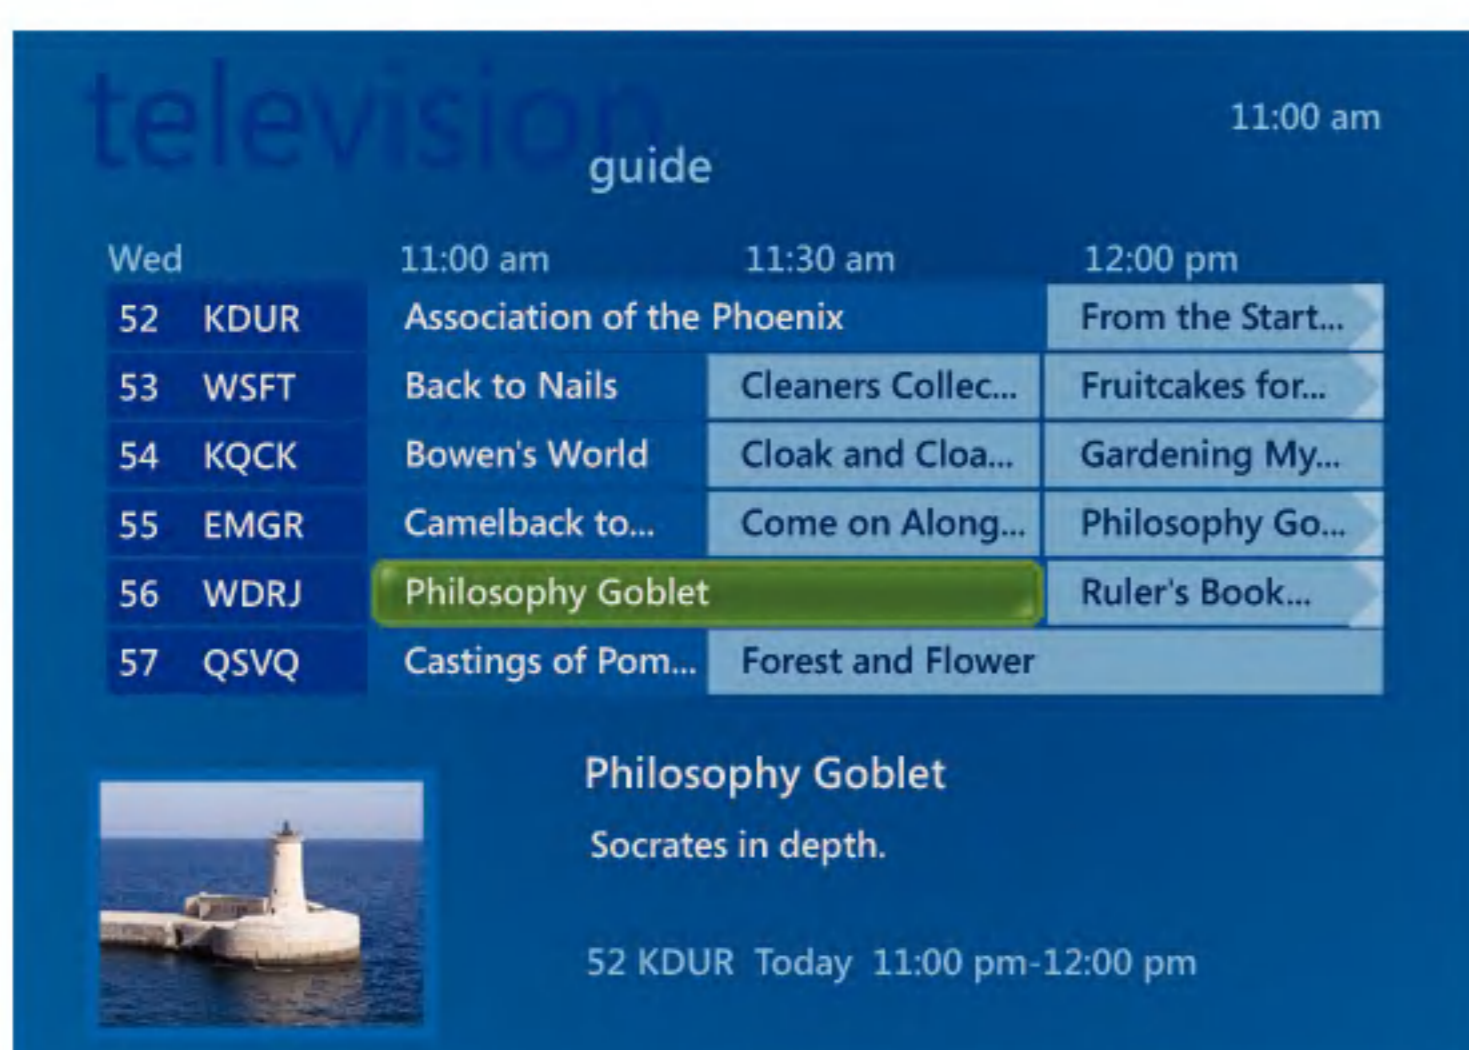 television
guide
11:00 am
Wed 11:00 am 11:30 am 12:00 pm
52 KDUR Association of the Phoenix From the Start...
53 WSFT Back to Nails Cleaners Collec... Fruitcakes for...
54 KQCK Bowen's World Cloak and Cloa... Gardening My...
55 EMGR Camelback to... Come on Along... Philosophy Go...
56 WDRJ Philosophy Goblet Ruler's Book...
57 QSVQ Castings of Pom... Forest and Flower
Philosophy Goblet
Socrates in depth.
52 KDUR Today 11:00 pm-12:00 pm